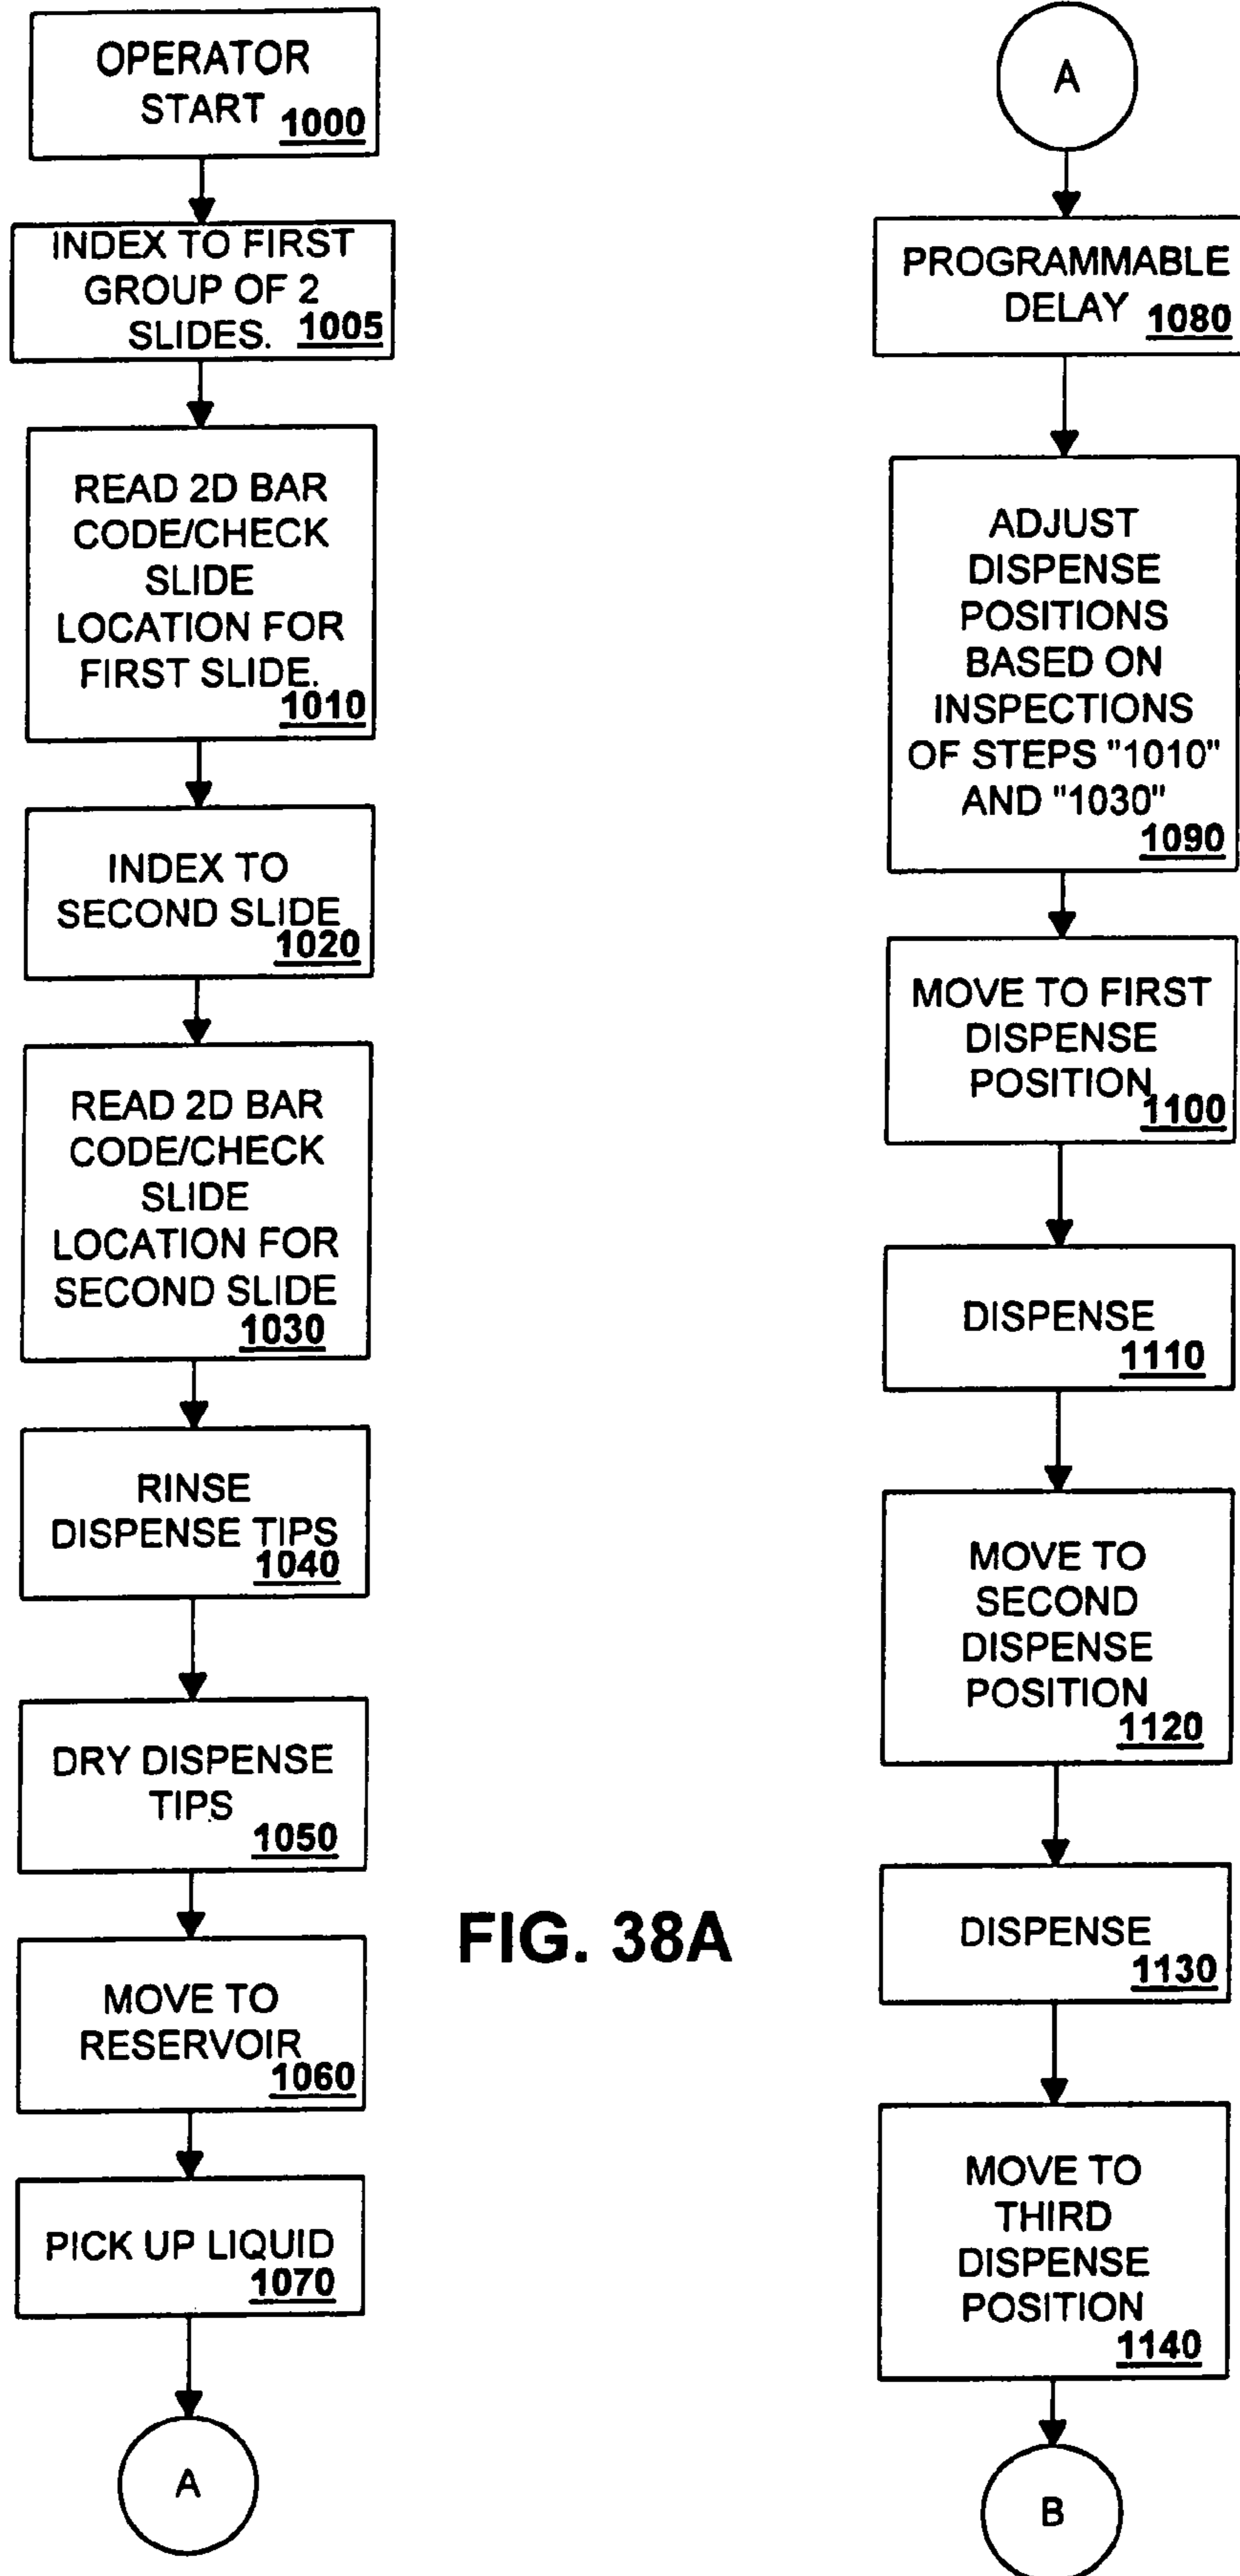 OPERATOR
START 1000
INDEX TO FIRST
GROUP OF 2
SLIDES. 1005
READ 2D BAR
CODE/CHECK
SLIDE
LOCATION FOR
FIRST SLIDE.
1010
INDEX TO
SECOND SLIDE
1020
READ 2D BAR
CODE/CHECK
SLIDE
LOCATION FOR
SECOND SLIDE
1030
RINSE
DISPENSE TIPS
1040
DRY DISPENSE
TIPS
1050
MOVE TO
RESERVOIR
1060
PICK UP LIQUID
1070
A
FIG. 38A
A
PROGRAMMABLE
DELAY 1080
ADJUST
DISPENSE
POSITIONS
BASED ON
INSPECTIONS
OF STEPS "1010"
AND "1030"
1090
MOVE TO FIRST
DISPENSE
POSITION
1100
DISPENSE
1110
MOVE TO
SECOND
DISPENSE
POSITION
1120
DISPENSE
1130
MOVE TO
THIRD
DISPENSE
POSITION
1140
B